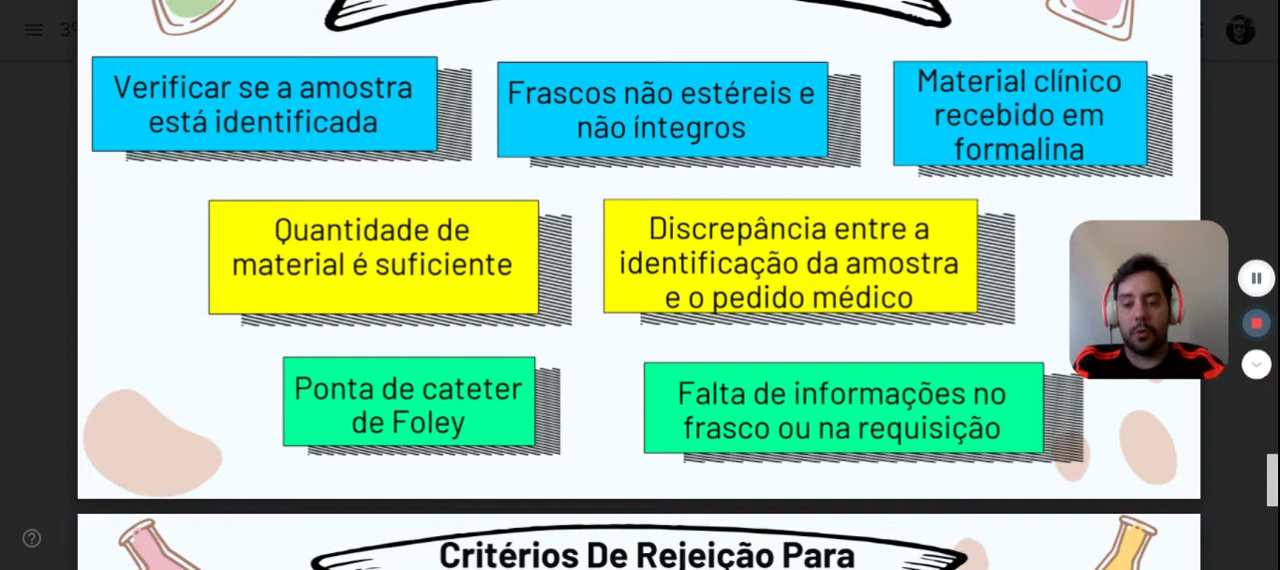 3º
Verificar se a amostra
está identificada
Frascos não estéreis e
não íntegros
Material clínico
recebido em
formalina
Quantidade de
material é suficiente
Discrepância entre a
identificação da amostra
e o pedido médico
Ponta de cateter
de Foley
Falta de informações no
frasco ou na requisição
Critérios De Rejeição Para